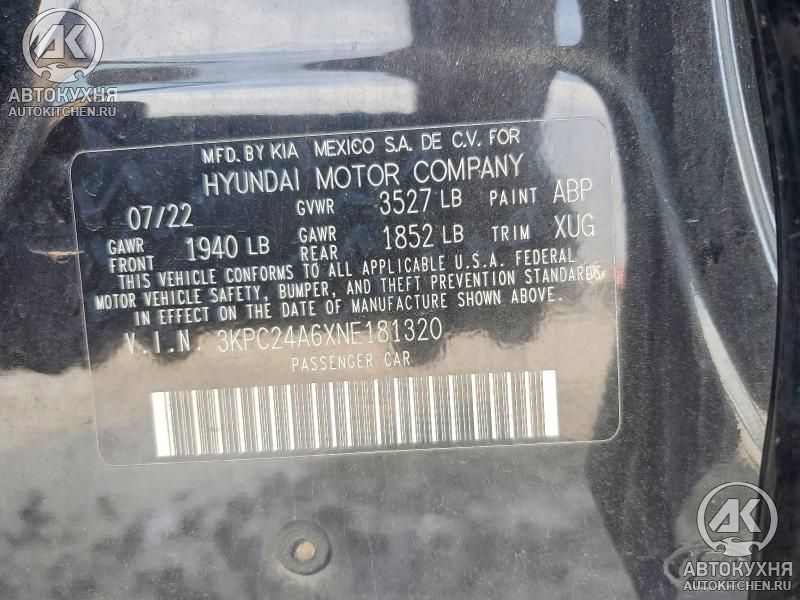 АК
АВТОКУХНЯ
AUTOKITCHEN.RU
MFD. BY KIA MEXICO S.A. DE C.V. FOR
HYUNDAI MOTOR COMPANY
07/22 GVWR 3527 LB PAINT ABP
GAWR FRONT 1940 LB GAWR REAR 1852 LB TRIM XUG
THIS VEHICLE CONFORMS TO ALL APPLICABLE U.S.A. FEDERAL
MOTOR VEHICLE SAFETY, BUMPER, AND THEFT PREVENTION STANDARDS
IN EFFECT ON THE DATE OF MANUFACTURE SHOWN ABOVE.
V.I.N. 3KPC24A6XNE181320
PASSENGER CAR
АК
АВТОКУХНЯ
AUTOKITCHEN.RU